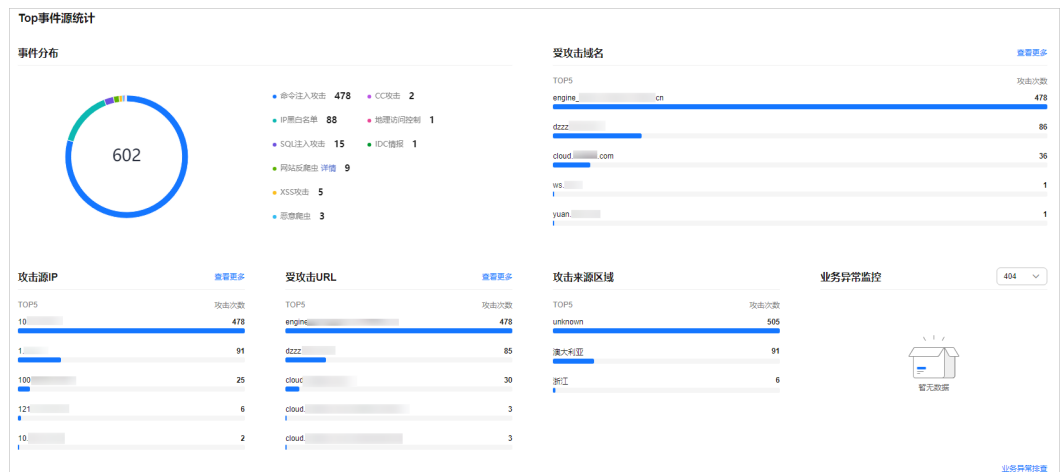 Top事件源统计
事件分布
602
命令注入攻击 478
CC攻击 2
IP黑白名单 88
地理访问控制 1
SQL注入攻击 15
IDC情报 1
网站反爬虫 详情 9
XSS攻击 5
恶意爬虫 3
受攻击域名 查看更多
TOP5 攻击次数
engine_ cn 478
dzzz 86
cloud. .com 36
ws. 1
yuan. 1
攻击源IP 查看更多
TOP5 攻击次数
10 478
1. 91
100 25
121 6
10. 2
受攻击URL 查看更多
TOP5 攻击次数
engine 478
dzzz 85
cloud 30
cloud. 3
cloud. 3
攻击来源区域
TOP5 攻击次数
unknown 505
澳大利亚 91
浙江 6
业务异常监控 404
暂无数据
业务异常排查